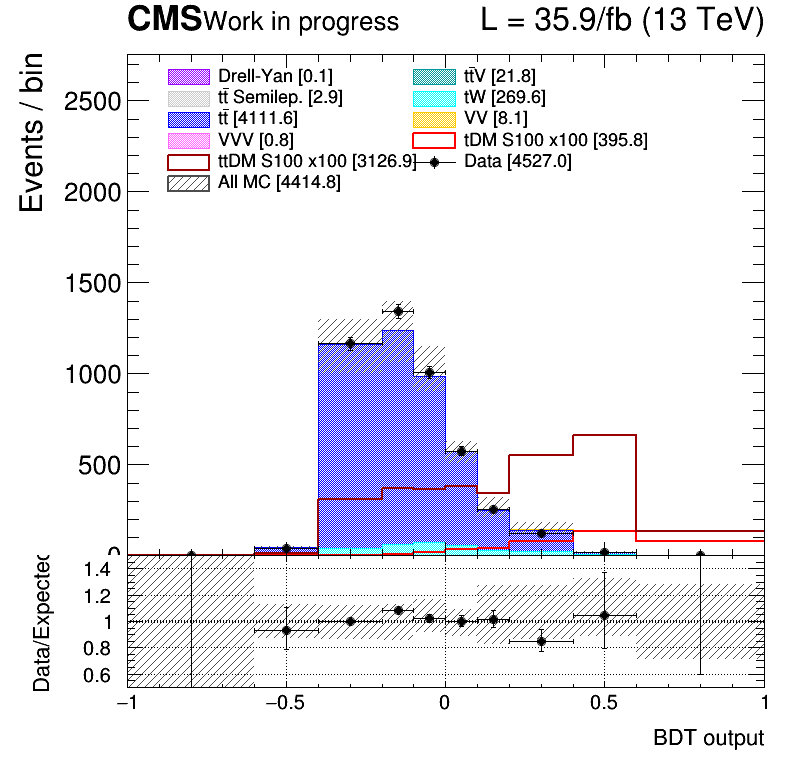 CMS Work in progress L = 35.9/fb (13 TeV)
Events / bin
Drell-Yan [0.1] tt̄V [21.8]
tt̄ Semilep. [2.9] tW [269.6]
tt̄ [4111.6] VV [8.1]
VVV [0.8] tDM S100 x100 [395.8]
ttDM S100 x100 [3126.9] Data [4527.0]
All MC [4414.8]
2500
2000
1500
1000
500
0
Data/Expected
1.4
1.2
1
0.8
0.6
−1 −0.5 0 0.5 1
BDT output